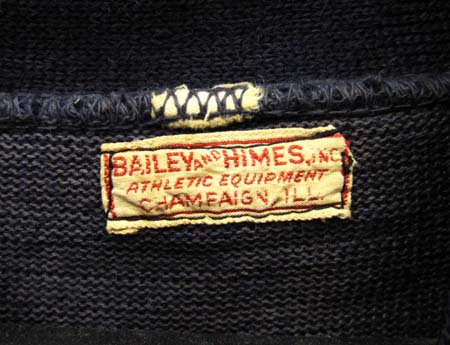 BAILEY AND HIMES, INC
ATHLETIC EQUIPMENT
CHAMPAIGN, ILL.